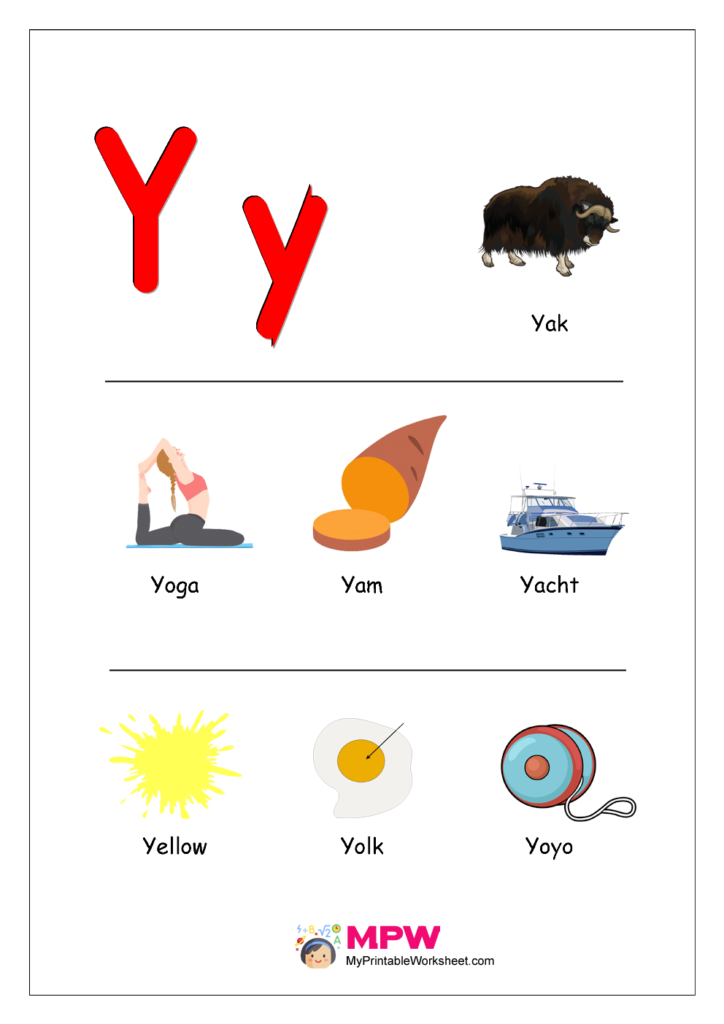 Y y
Yak
Yoga Yam Yacht
Yellow Yolk Yoyo
MPW
MyPrintableWorksheet.com